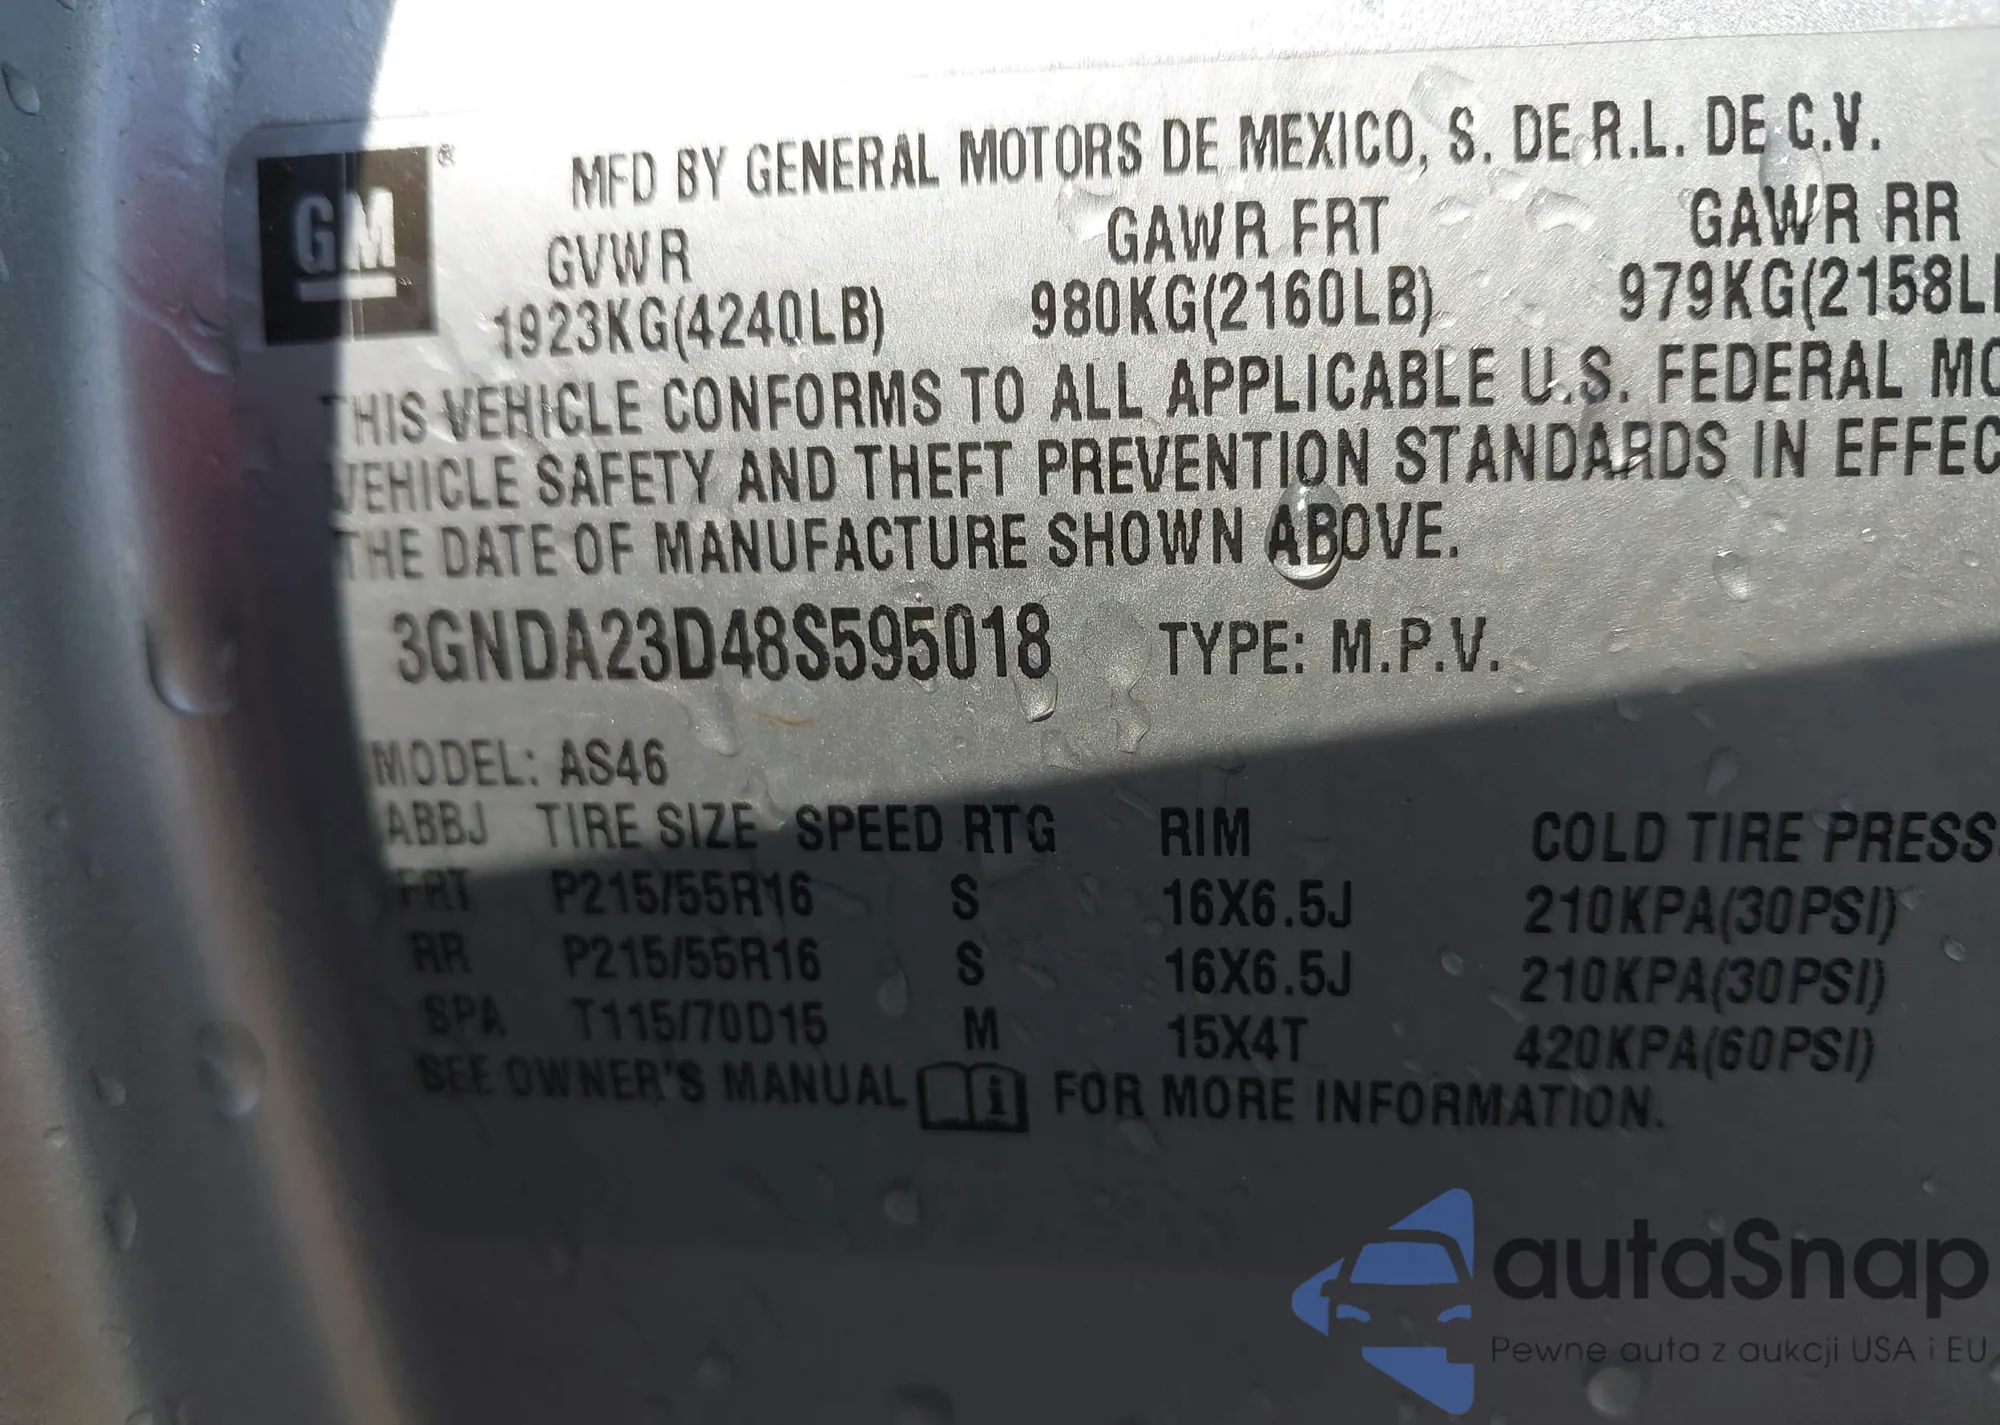 GM ®
MFD BY GENERAL MOTORS DE MEXICO, S. DE R.L. DE C.V.
GVWR GAWR FRT GAWR RR
1923KG(4240LB) 980KG(2160LB) 979KG(2158L
THIS VEHICLE CONFORMS TO ALL APPLICABLE U.S. FEDERAL MO
VEHICLE SAFETY AND THEFT PREVENTION STANDARDS IN EFFEC
THE DATE OF MANUFACTURE SHOWN ABOVE.
3GNDA23D48S595018 TYPE: M.P.V.
MODEL: AS46
ABBJ TIRE SIZE SPEED RTG RIM COLD TIRE PRESS
FRT P215/55R16 S 16X6.5J 210KPA(30PSI)
RR P215/55R16 S 16X6.5J 210KPA(30PSI)
SPA T115/70D15 M 15X4T 420KPA(60PSI)
SEE OWNER'S MANUAL i FOR MORE INFORMATION.
autaSnap
Pewne auta z aukcji USA i EU